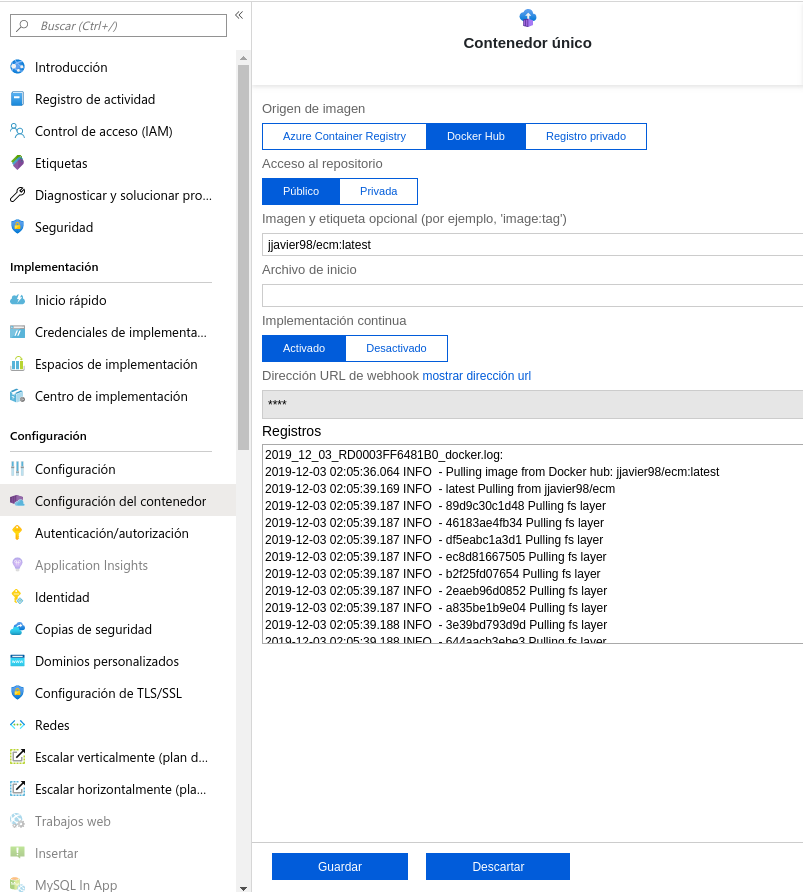 Buscar (Ctrl+/)
«
Introducción
Registro de actividad
Control de acceso (IAM)
Etiquetas
Diagnosticar y solucionar pro...
Seguridad
Implementación
Inicio rápido
Credenciales de implementa...
Espacios de implementación
Centro de implementación
Configuración
Configuración
Configuración del contenedor
Autenticación/autorización
Application Insights
Identidad
Copias de seguridad
Dominios personalizados
Configuración de TLS/SSL
Redes
Escalar verticalmente (plan d...
Escalar horizontalmente (pla...
Trabajos web
Insertar
MySQL In App
Contenedor único
Origen de imagen
Azure Container Registry Docker Hub Registro privado
Acceso al repositorio
Público Privada
Imagen y etiqueta opcional (por ejemplo, 'image:tag')
jjavier98/ecm:latest
Archivo de inicio
Implementación continua
Activado Desactivado
Dirección URL de webhook mostrar dirección url
****
Registros
2019_12_03_RD0003FF6481B0_docker.log:
2019-12-03 02:05:36.064 INFO - Pulling image from Docker hub: jjavier98/ecm:latest
2019-12-03 02:05:39.169 INFO - latest Pulling from jjavier98/ecm
2019-12-03 02:05:39.187 INFO - 89d9c30c1d48 Pulling fs layer
2019-12-03 02:05:39.187 INFO - 46183ae4fb34 Pulling fs layer
2019-12-03 02:05:39.187 INFO - df5eabc1a3d1 Pulling fs layer
2019-12-03 02:05:39.187 INFO - ec8d81667505 Pulling fs layer
2019-12-03 02:05:39.187 INFO - b2f25fd07654 Pulling fs layer
2019-12-03 02:05:39.187 INFO - 2eaeb96d0852 Pulling fs layer
2019-12-03 02:05:39.187 INFO - a835be1b9e04 Pulling fs layer
2019-12-03 02:05:39.188 INFO - 3e39bd793d9d Pulling fs layer
2019-12-03 02:05:39.188 INFO - 644aacb3ebe3 Pulling fs layer
Guardar Descartar